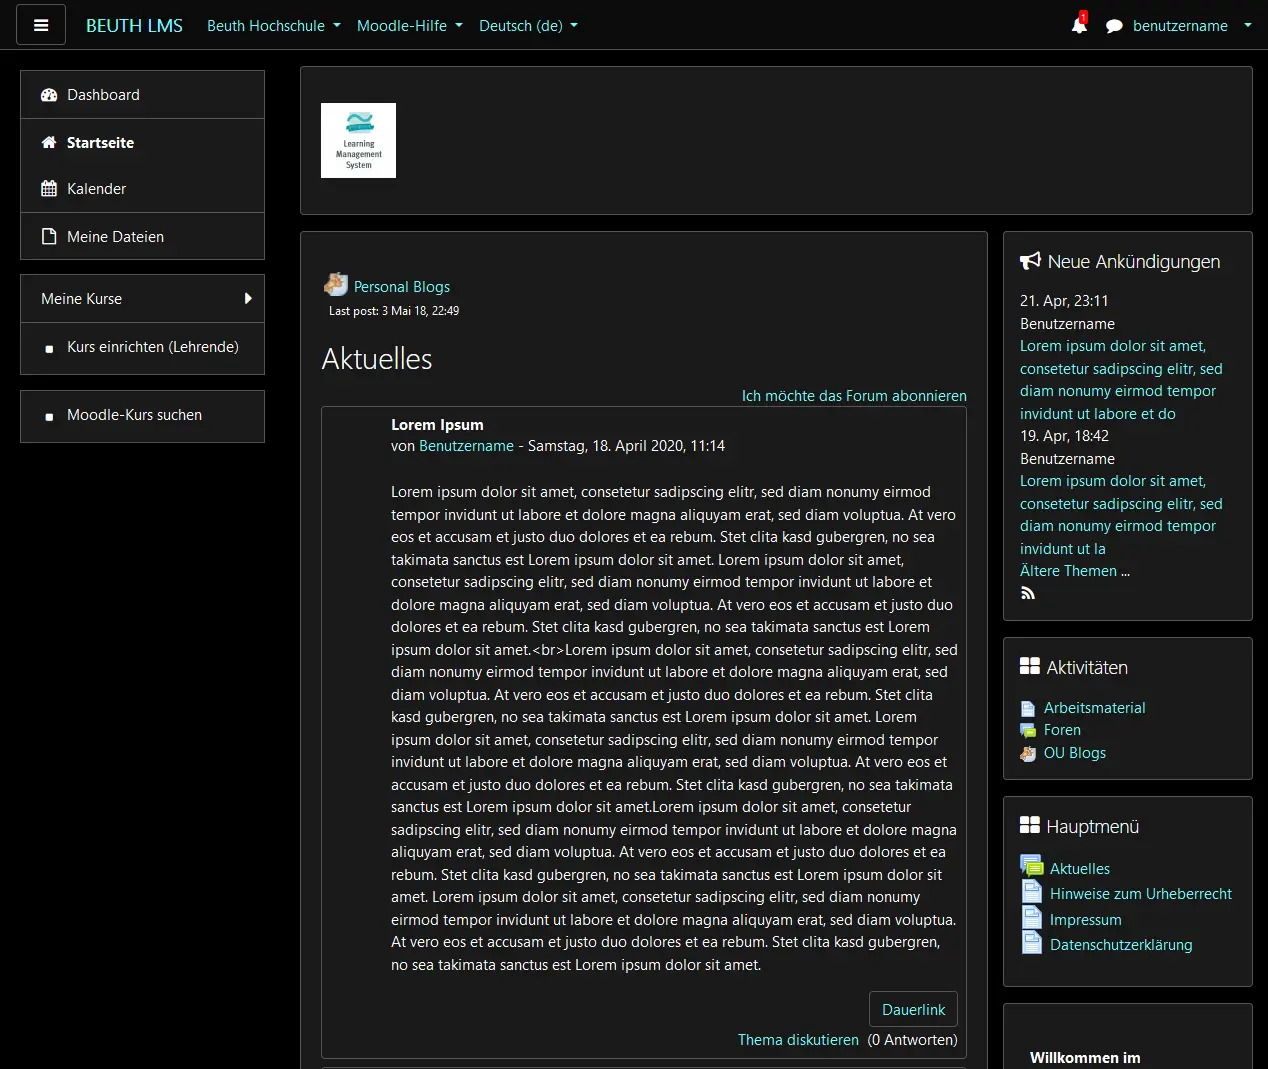 BEUTH LMS Beuth Hochschule Moodle-Hilfe Deutsch (de) 1 benutzername
Dashboard
Startseite
Kalender
Meine Dateien
Meine Kurse
Kurs einrichten (Lehrende)
Moodle-Kurs suchen
Learning
Management
System
Personal Blogs
Last post: 3 Mai 18, 22:49
Aktuelles
Ich möchte das Forum abonnieren
Lorem Ipsum
von Benutzername - Samstag, 18. April 2020, 11:14
Lorem ipsum dolor sit amet, consetetur sadipscing elitr, sed diam nonumy eirmod
tempor invidunt ut labore et dolore magna aliquyam erat, sed diam voluptua. At vero
eos et accusam et justo duo dolores et ea rebum. Stet clita kasd gubergren, no sea
takimata sanctus est Lorem ipsum dolor sit amet. Lorem ipsum dolor sit amet,
consetetur sadipscing elitr, sed diam nonumy eirmod tempor invidunt ut labore et
dolore magna aliquyam erat, sed diam voluptua. At vero eos et accusam et justo duo
dolores et ea rebum. Stet clita kasd gubergren, no sea takimata sanctus est Lorem
ipsum dolor sit amet.<br>Lorem ipsum dolor sit amet, consetetur sadipscing elitr, sed
diam nonumy eirmod tempor invidunt ut labore et dolore magna aliquyam erat, sed
diam voluptua. At vero eos et accusam et justo duo dolores et ea rebum. Stet clita
kasd gubergren, no sea takimata sanctus est Lorem ipsum dolor sit amet. Lorem
ipsum dolor sit amet, consetetur sadipscing elitr, sed diam nonumy eirmod tempor
invidunt ut labore et dolore magna aliquyam erat, sed diam voluptua. At vero eos et
accusam et justo duo dolores et ea rebum. Stet clita kasd gubergren, no sea takimata
sanctus est Lorem ipsum dolor sit amet.Lorem ipsum dolor sit amet, consetetur
sadipscing elitr, sed diam nonumy eirmod tempor invidunt ut labore et dolore magna
aliquyam erat, sed diam voluptua. At vero eos et accusam et justo duo dolores et ea
rebum. Stet clita kasd gubergren, no sea takimata sanctus est Lorem ipsum dolor sit
amet. Lorem ipsum dolor sit amet, consetetur sadipscing elitr, sed diam nonumy
eirmod tempor invidunt ut labore et dolore magna aliquyam erat, sed diam voluptua.
At vero eos et accusam et justo duo dolores et ea rebum. Stet clita kasd gubergren,
no sea takimata sanctus est Lorem ipsum dolor sit amet.
Dauerlink
Thema diskutieren (0 Antworten)
Neue Ankündigungen
21. Apr, 23:11
Benutzername
Lorem ipsum dolor sit amet,
consetetur sadipscing elitr, sed
diam nonumy eirmod tempor
invidunt ut labore et do
19. Apr, 18:42
Benutzername
Lorem ipsum dolor sit amet,
consetetur sadipscing elitr, sed
diam nonumy eirmod tempor
invidunt ut la
Ältere Themen ...
Aktivitäten
Arbeitsmaterial
Foren
OU Blogs
Hauptmenü
Aktuelles
Hinweise zum Urheberrecht
Impressum
Datenschutzerklärung
Willkommen im